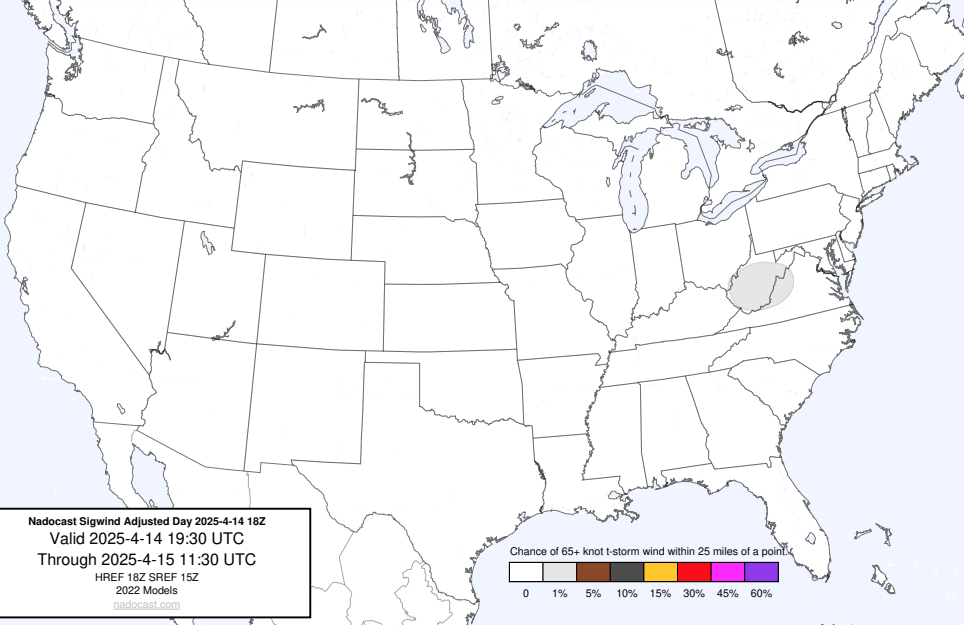 Nadocast Sigwind Adjusted Day 2025-4-14 18Z
Valid 2025-4-14 19:30 UTC
Through 2025-4-15 11:30 UTC
HREF 18Z SREF 15Z
2022 Models
nadocast.com
Chance of 65+ knot t-storm wind within 25 miles of a point.
0 1% 5% 10% 15% 30% 45% 60%